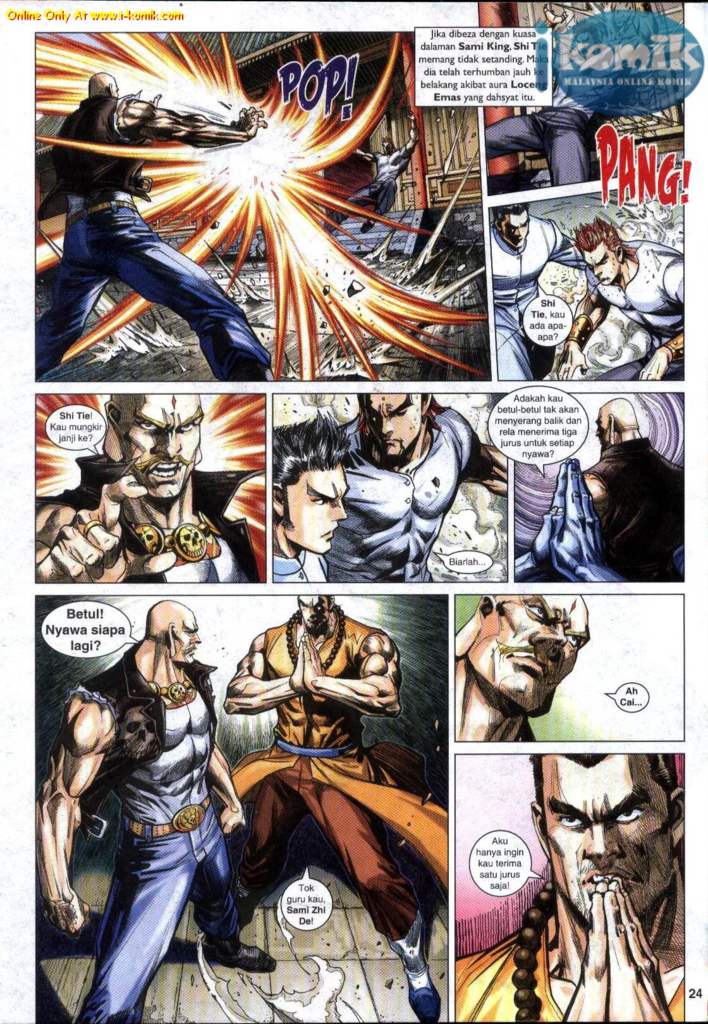 Online Only At www.i-komik.com
ikomik
MALAYSIA ONLINE KOMIK
Jika dibeza dengan kuasa
dalaman Sami King, Shi Tie
memang tidak setanding. Maka
dia telah terhumban jauh ke
belakang akibat aura Loceng
Emas yang dahsyat itu.
POP!
PANG!
Shi
Tie, kau
ada apa-
apa?
Shi Tie!
Kau mungkir
janji ke?
Biarlah...
Adakah kau
betul-betul tak akan
menyerang balik dan
rela menerima tiga
jurus untuk setiap
nyawa?
Betul!
Nyawa siapa
lagi?
Tok
guru kau,
Sami Zhi
De!
Ah
Cai...
Aku
hanya ingin
kau terima
satu jurus
saja!
24